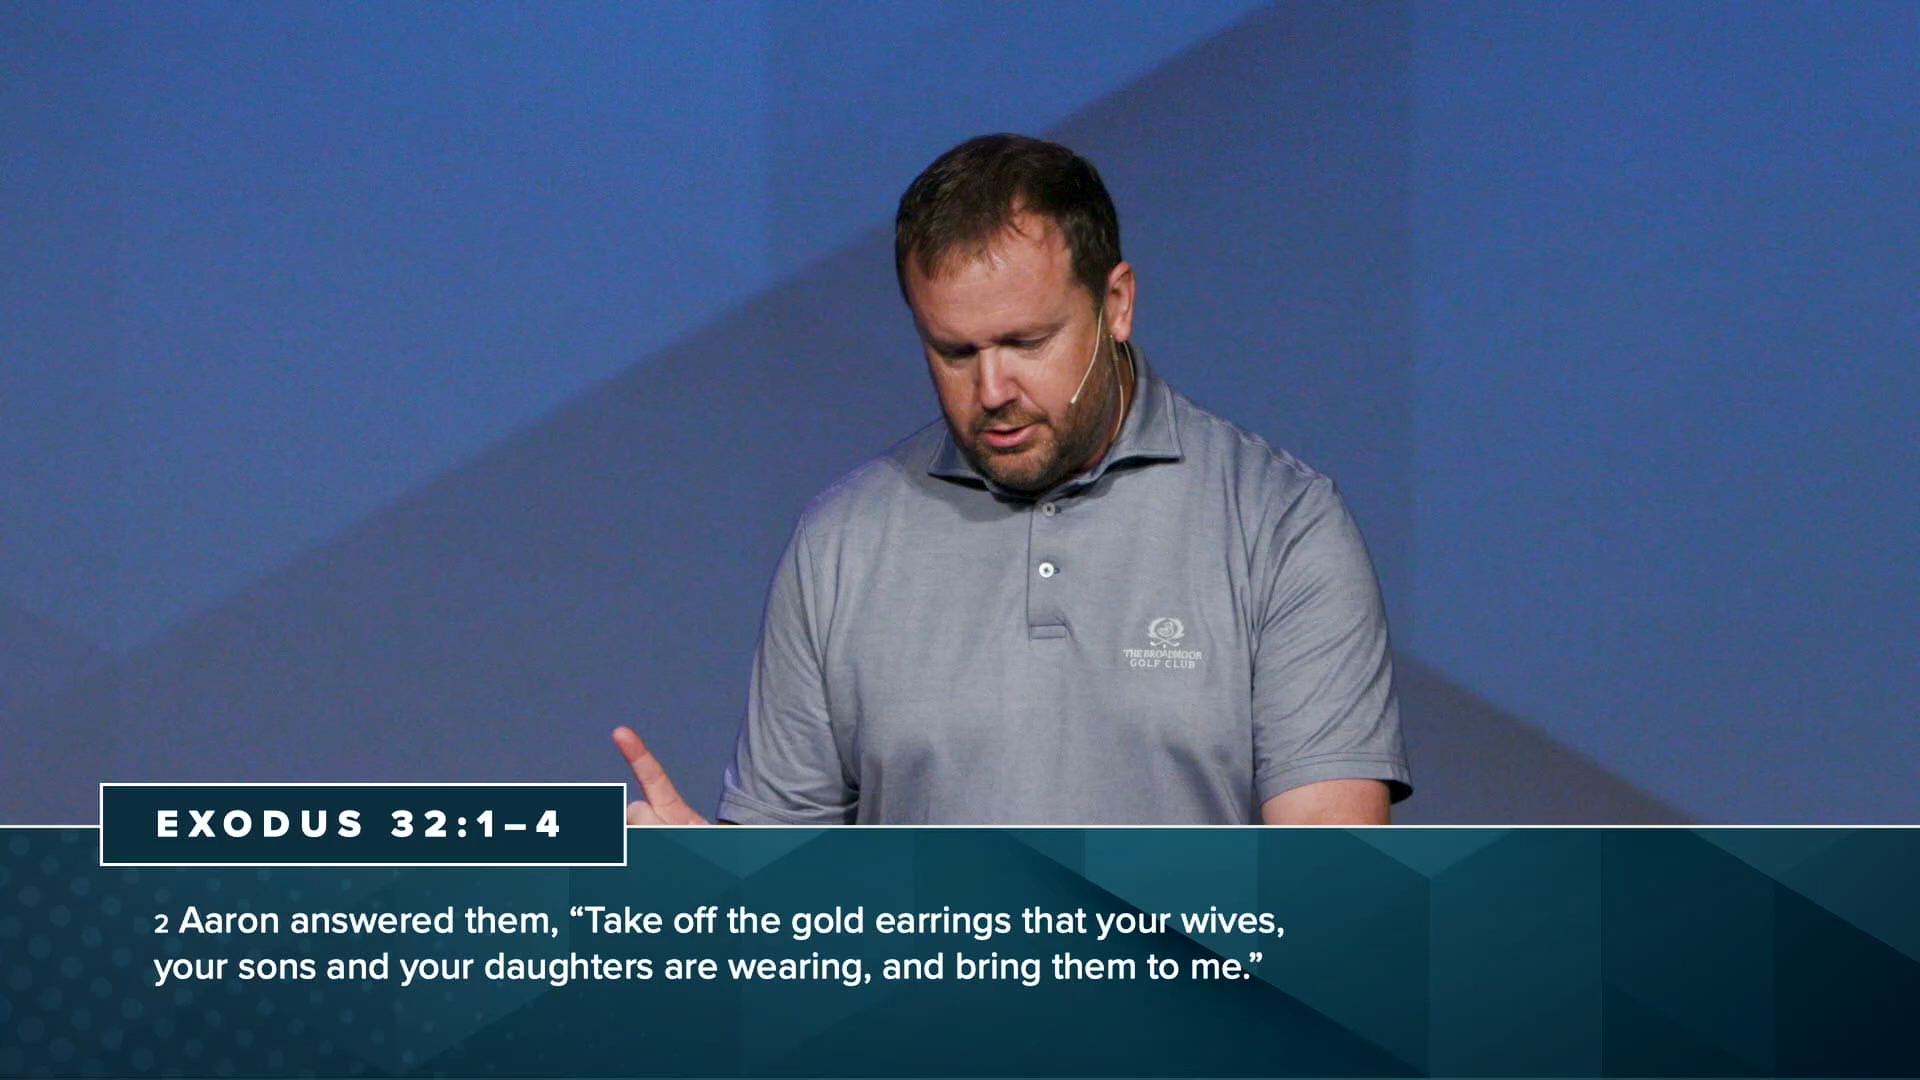 THE BROADMOOR
GOLF CLUB
EXODUS 32:1–4
2 Aaron answered them, “Take off the gold earrings that your wives,
your sons and your daughters are wearing, and bring them to me.”